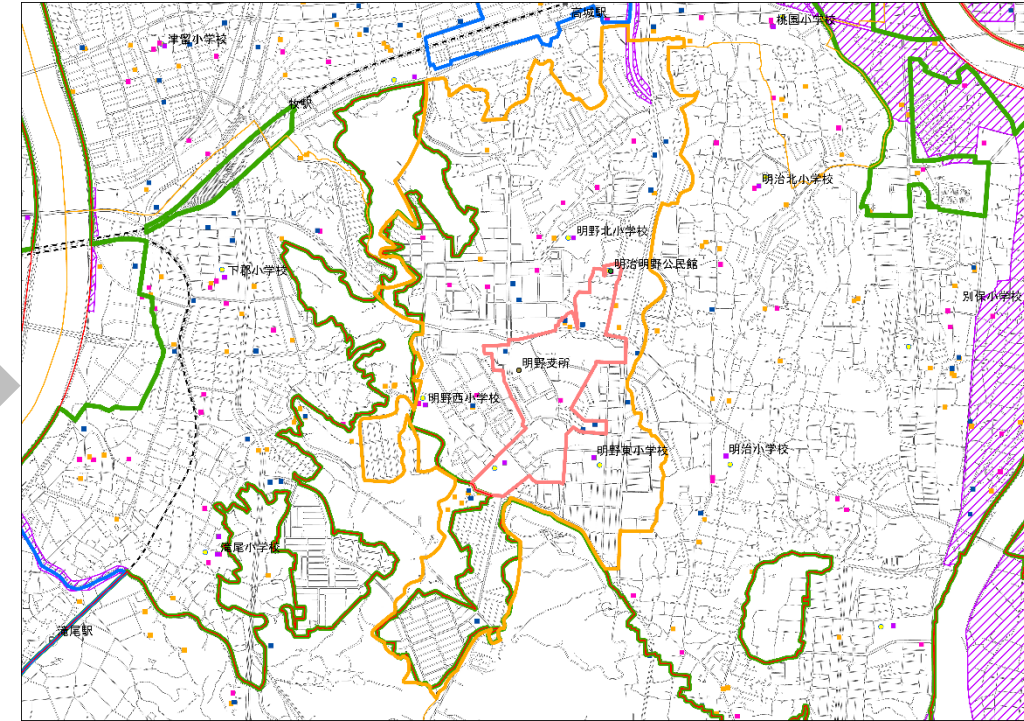 高城駅
桃園小学校
津留小学校
牧駅
明治北小学校
明野北小学校
明治明野公民館
下郡小学校
別保小学校
明野支所
明野西小学校
明野東小学校
明治小学校
滝尾小学校
滝尾駅